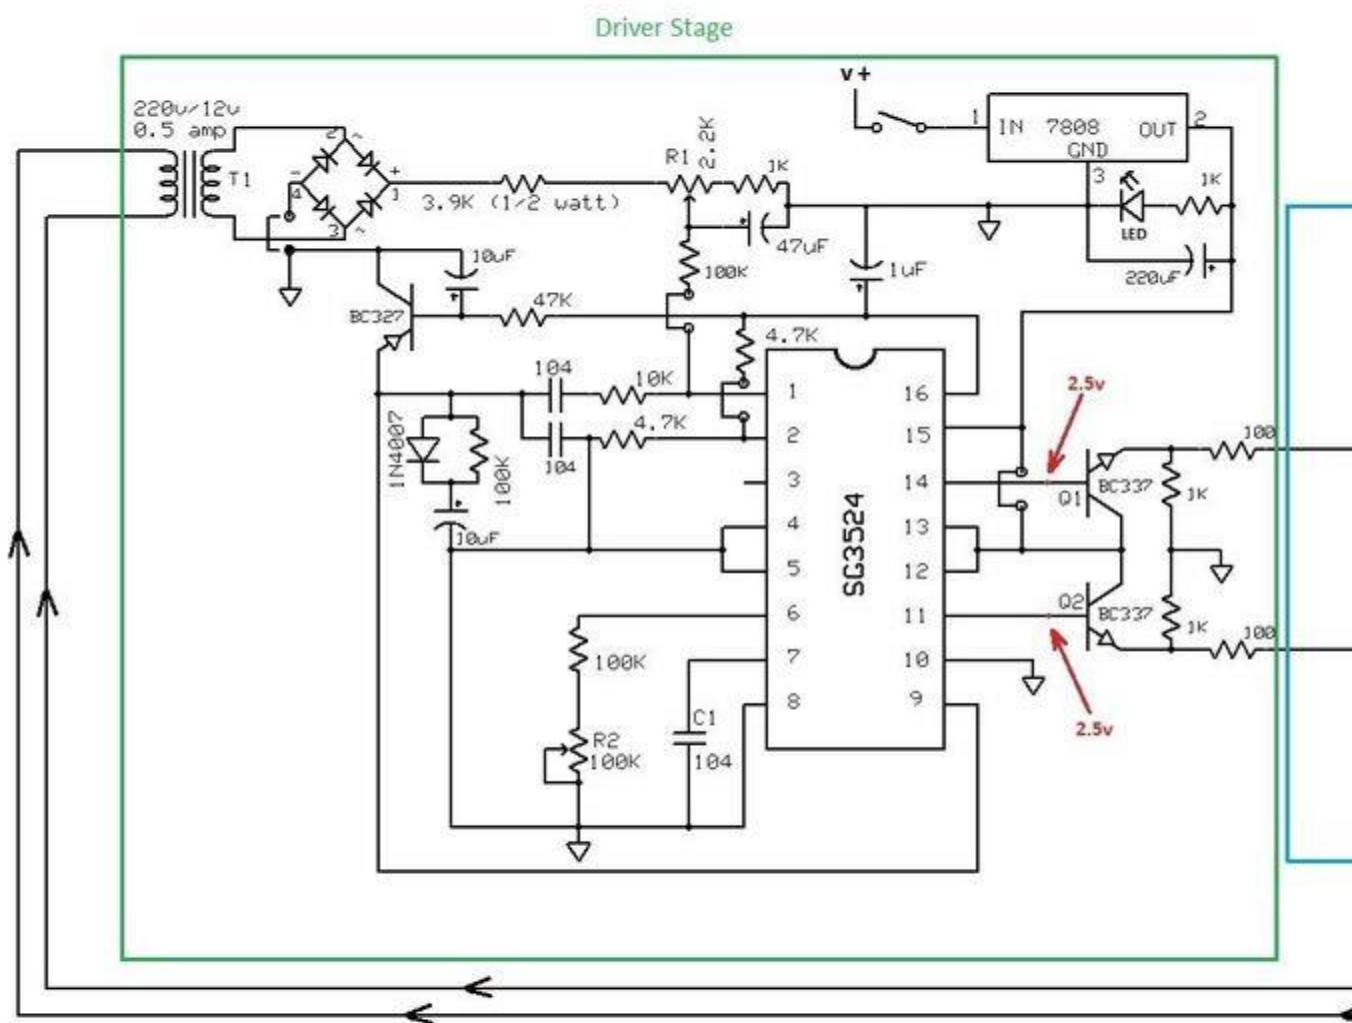 Driver Stage
V+
220v/12v
0.5 amp
T1
2
~
-
4
+
1
3
~
3.9K (1/2 watt)
R1
2.2K
1K
47uF
1
IN
7808
OUT
2
GND
3
1K
LED
220uF
1uF
100K
10uF
BC327
47K
4.7K
104
10K
4.7K
104
1N4007
100K
10uF
SG3524
1
2
3
4
5
6
7
8
16
15
14
13
12
11
10
9
2.5v
Q1
BC337
100
1K
Q2
BC337
1K
100
2.5v
100K
R2
100K
C1
104